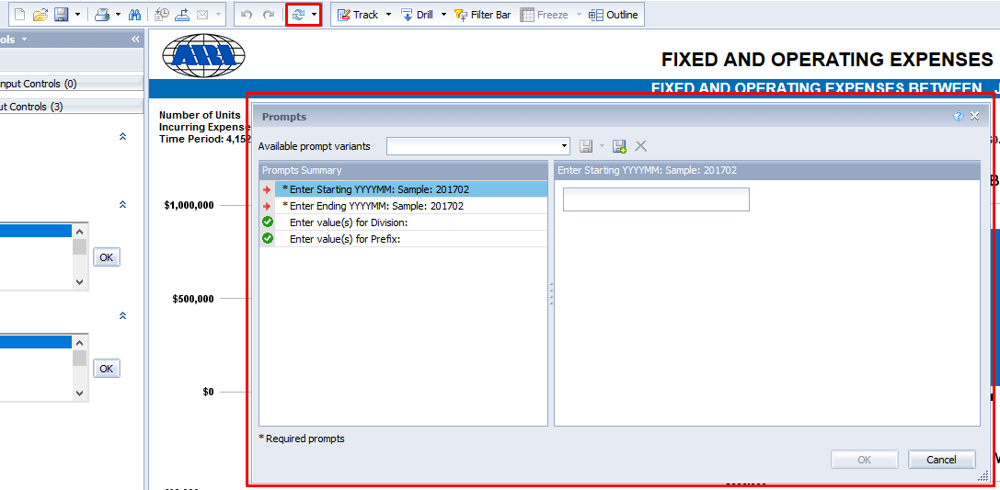 Track Drill Filter Bar Freeze Outline
ols
nput Controls (0)
ut Controls (3)
OK
OK
ARI
FIXED AND OPERATING EXPENSES
FIXED AND OPERATING EXPENSES BETWEEN
Number of Units
Incurring Expense
Time Period: 4,152
$1,000,000
$500,000
$0
Prompts
Available prompt variants
Prompts Summary
* Enter Starting YYYYMM: Sample: 201702
* Enter Ending YYYYMM: Sample: 201702
Enter value(s) for Division:
Enter value(s) for Prefix:
Enter Starting YYYYMM: Sample: 201702
* Required prompts
OK Cancel